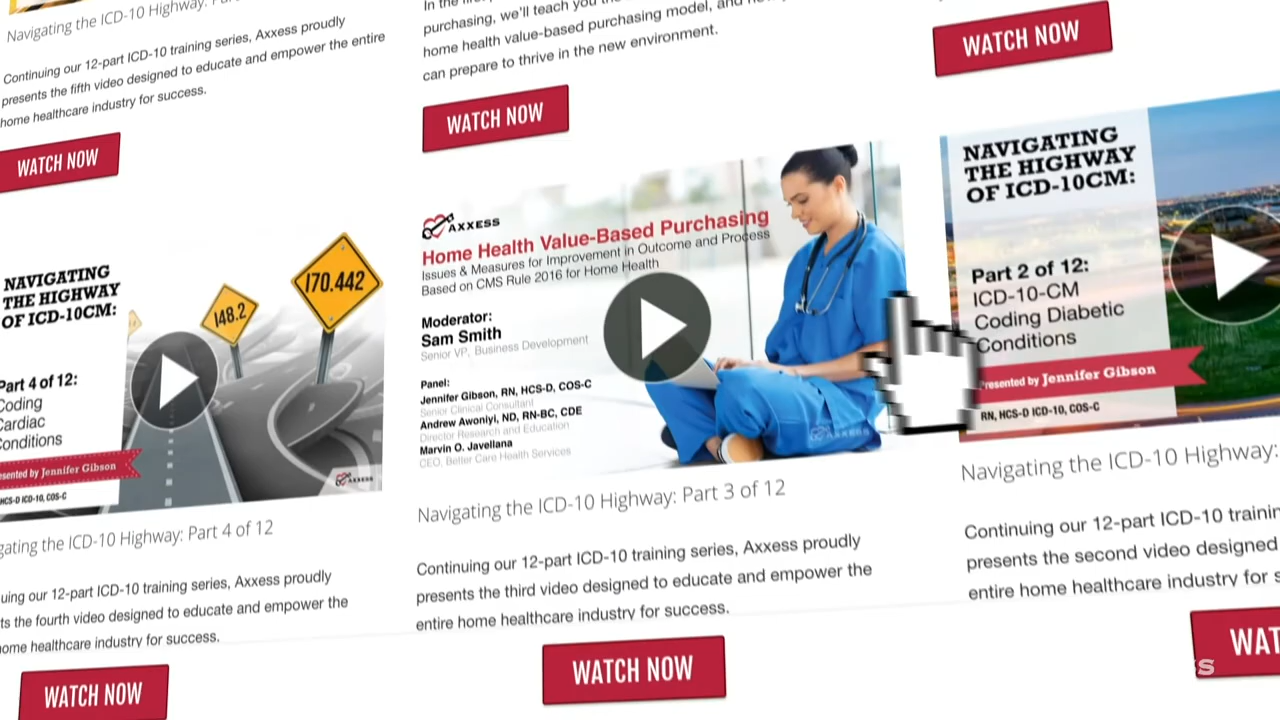 Navigating the ICD-10 Highway:
Continuing our 12-part ICD-10 training series, Axxess proudly
presents the fifth video designed to educate and empower the entire
home healthcare industry for success.
WATCH NOW
NAVIGATING
THE HIGHWAY
OF ICD-10CM:
148.2
170.442
Part 4 of 12:
Coding
Cardiac
Conditions
Presented by Jennifer Gibson
HCS-D ICD-10, COS-C
AXXESS
ating the ICD-10 Highway: Part 4 of 12
uing our 12-part ICD-10 training series, Axxess proudly
ts the fourth video designed to educate and empower the
ome healthcare industry for success.
WATCH NOW
In the
purchasing, we'll teach you
home health value-based purchasing model, and
can prepare to thrive in the new environment.
WATCH NOW
AXXESS
Home Health Value-Based Purchasing
Issues & Measures for Improvement in Outcome and Process
Based on CMS Rule 2016 for Home Health
Moderator:
Sam Smith
Senior VP, Business Development
Panel:
Jennifer Gibson, RN, HCS-D, COS-C
Senior Clinical Consultant
Andrew Awoniyi, ND, RN-BC, CDE
Director Research and Education
Marvin O. Javellana
CEO, Better Care Health Services
AXXESS
Navigating the ICD-10 Highway: Part 3 of 12
Continuing our 12-part ICD-10 training series, Axxess proudly
presents the third video designed to educate and empower the
entire home healthcare industry for success.
WATCH NOW
WATCH NOW
NAVIGATING
THE HIGHWAY
OF ICD-10CM:
Part 2 of 12:
ICD-10-CM
Coding Diabetic
Conditions
Presented by Jennifer Gibson
RN, HCS-D ICD-10, COS-C
Navigating the ICD-10 Highway:
Continuing our 12-part ICD-10 trainin
presents the second video designed
entire home healthcare industry for s
WAT